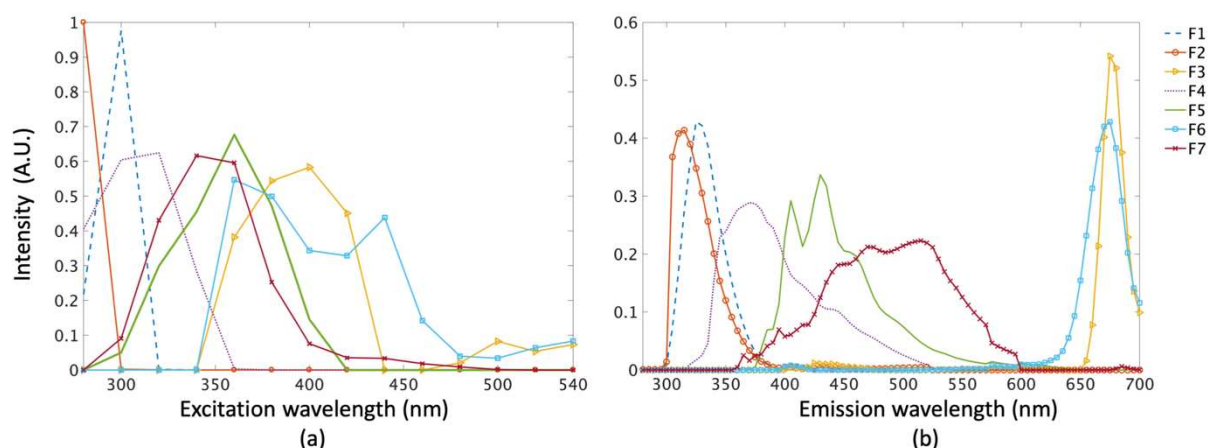 1
0.9
0.8
0.7
0.6
0.5
0.4
0.3
0.2
0.1
0
300
350
400
450
500
540
Intensity (A.U.)
Excitation wavelength (nm)
(a)
0.6
0.5
0.4
0.3
0.2
0.1
0
300
350
400
450
500
550
600
650
700
Emission wavelength (nm)
(b)
F1
F2
F3
F4
F5
F6
F7